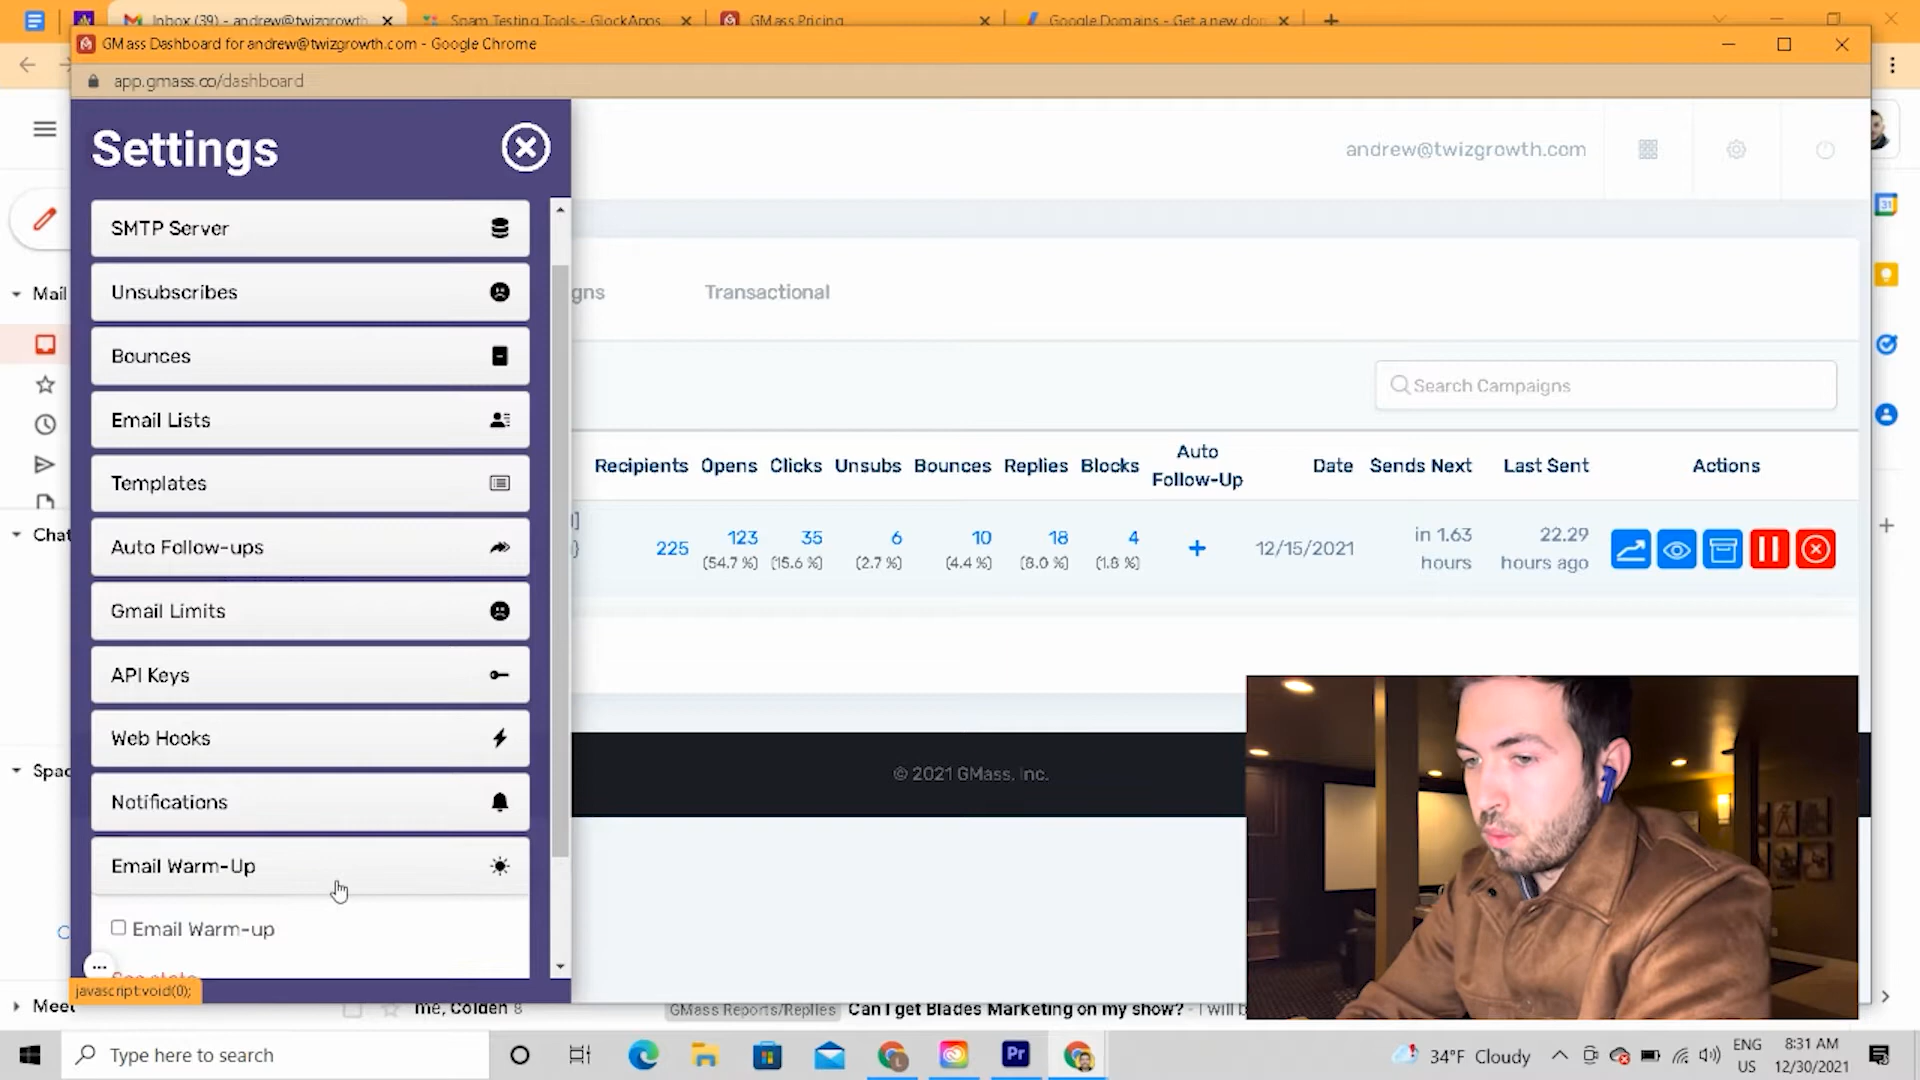 Inbox (39) - andrew@twizgrowth
Spam Testing Tools - GlockApps
GMass Pricing
Google Domains - Get a new dom
GMass Dashboard for andrew@twizgrowth.com - Google Chrome
app.gmass.co/dashboard
Settings
andrew@twizgrowth.com
SMTP Server
Unsubscribes
Bounces
Email Lists
Templates
Auto Follow-ups
Gmail Limits
API Keys
Web Hooks
Notifications
Email Warm-Up
Email Warm-up
See stats
javascript:void(0);
Mail
Chat
Spac
Meet
gns
Transactional
Search Campaigns
Recipients Opens Clicks Unsubs Bounces Replies Blocks Auto Follow-Up Date Sends Next Last Sent Actions
225 123 35 6 10 18 4 12/15/2021 in 1.63 hours 22.29 hours ago
(54.7 %) (15.6 %) (2.7 %) (4.4 %) (8.0 %) (1.8 %)
© 2021 GMass, Inc.
me, Colden 8
GMass Reports/Replies Can I get Blades Marketing on my show? - I will b
Type here to search
Pr
34°F Cloudy
ENG
US
8:31 AM
12/30/2021